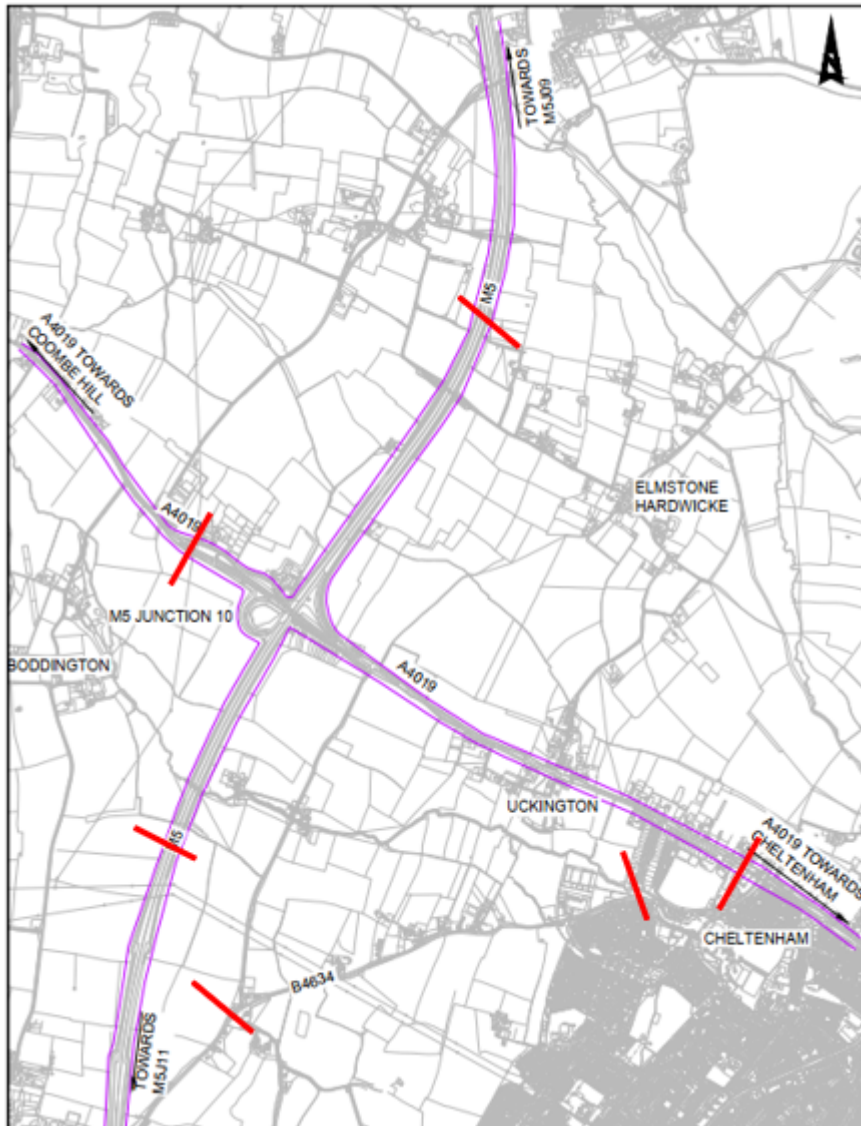 TOWARDS
M5J09
M5
A4019 TOWARDS
COOMBE HILL
ELMSTONE
HARDWICKE
A4019
M5 JUNCTION 10
BODDINGTON
A4019
UCKINGTON
A4019 TOWARDS
CHELTENHAM
M5
CHELTENHAM
B4634
TOWARDS
M5J11